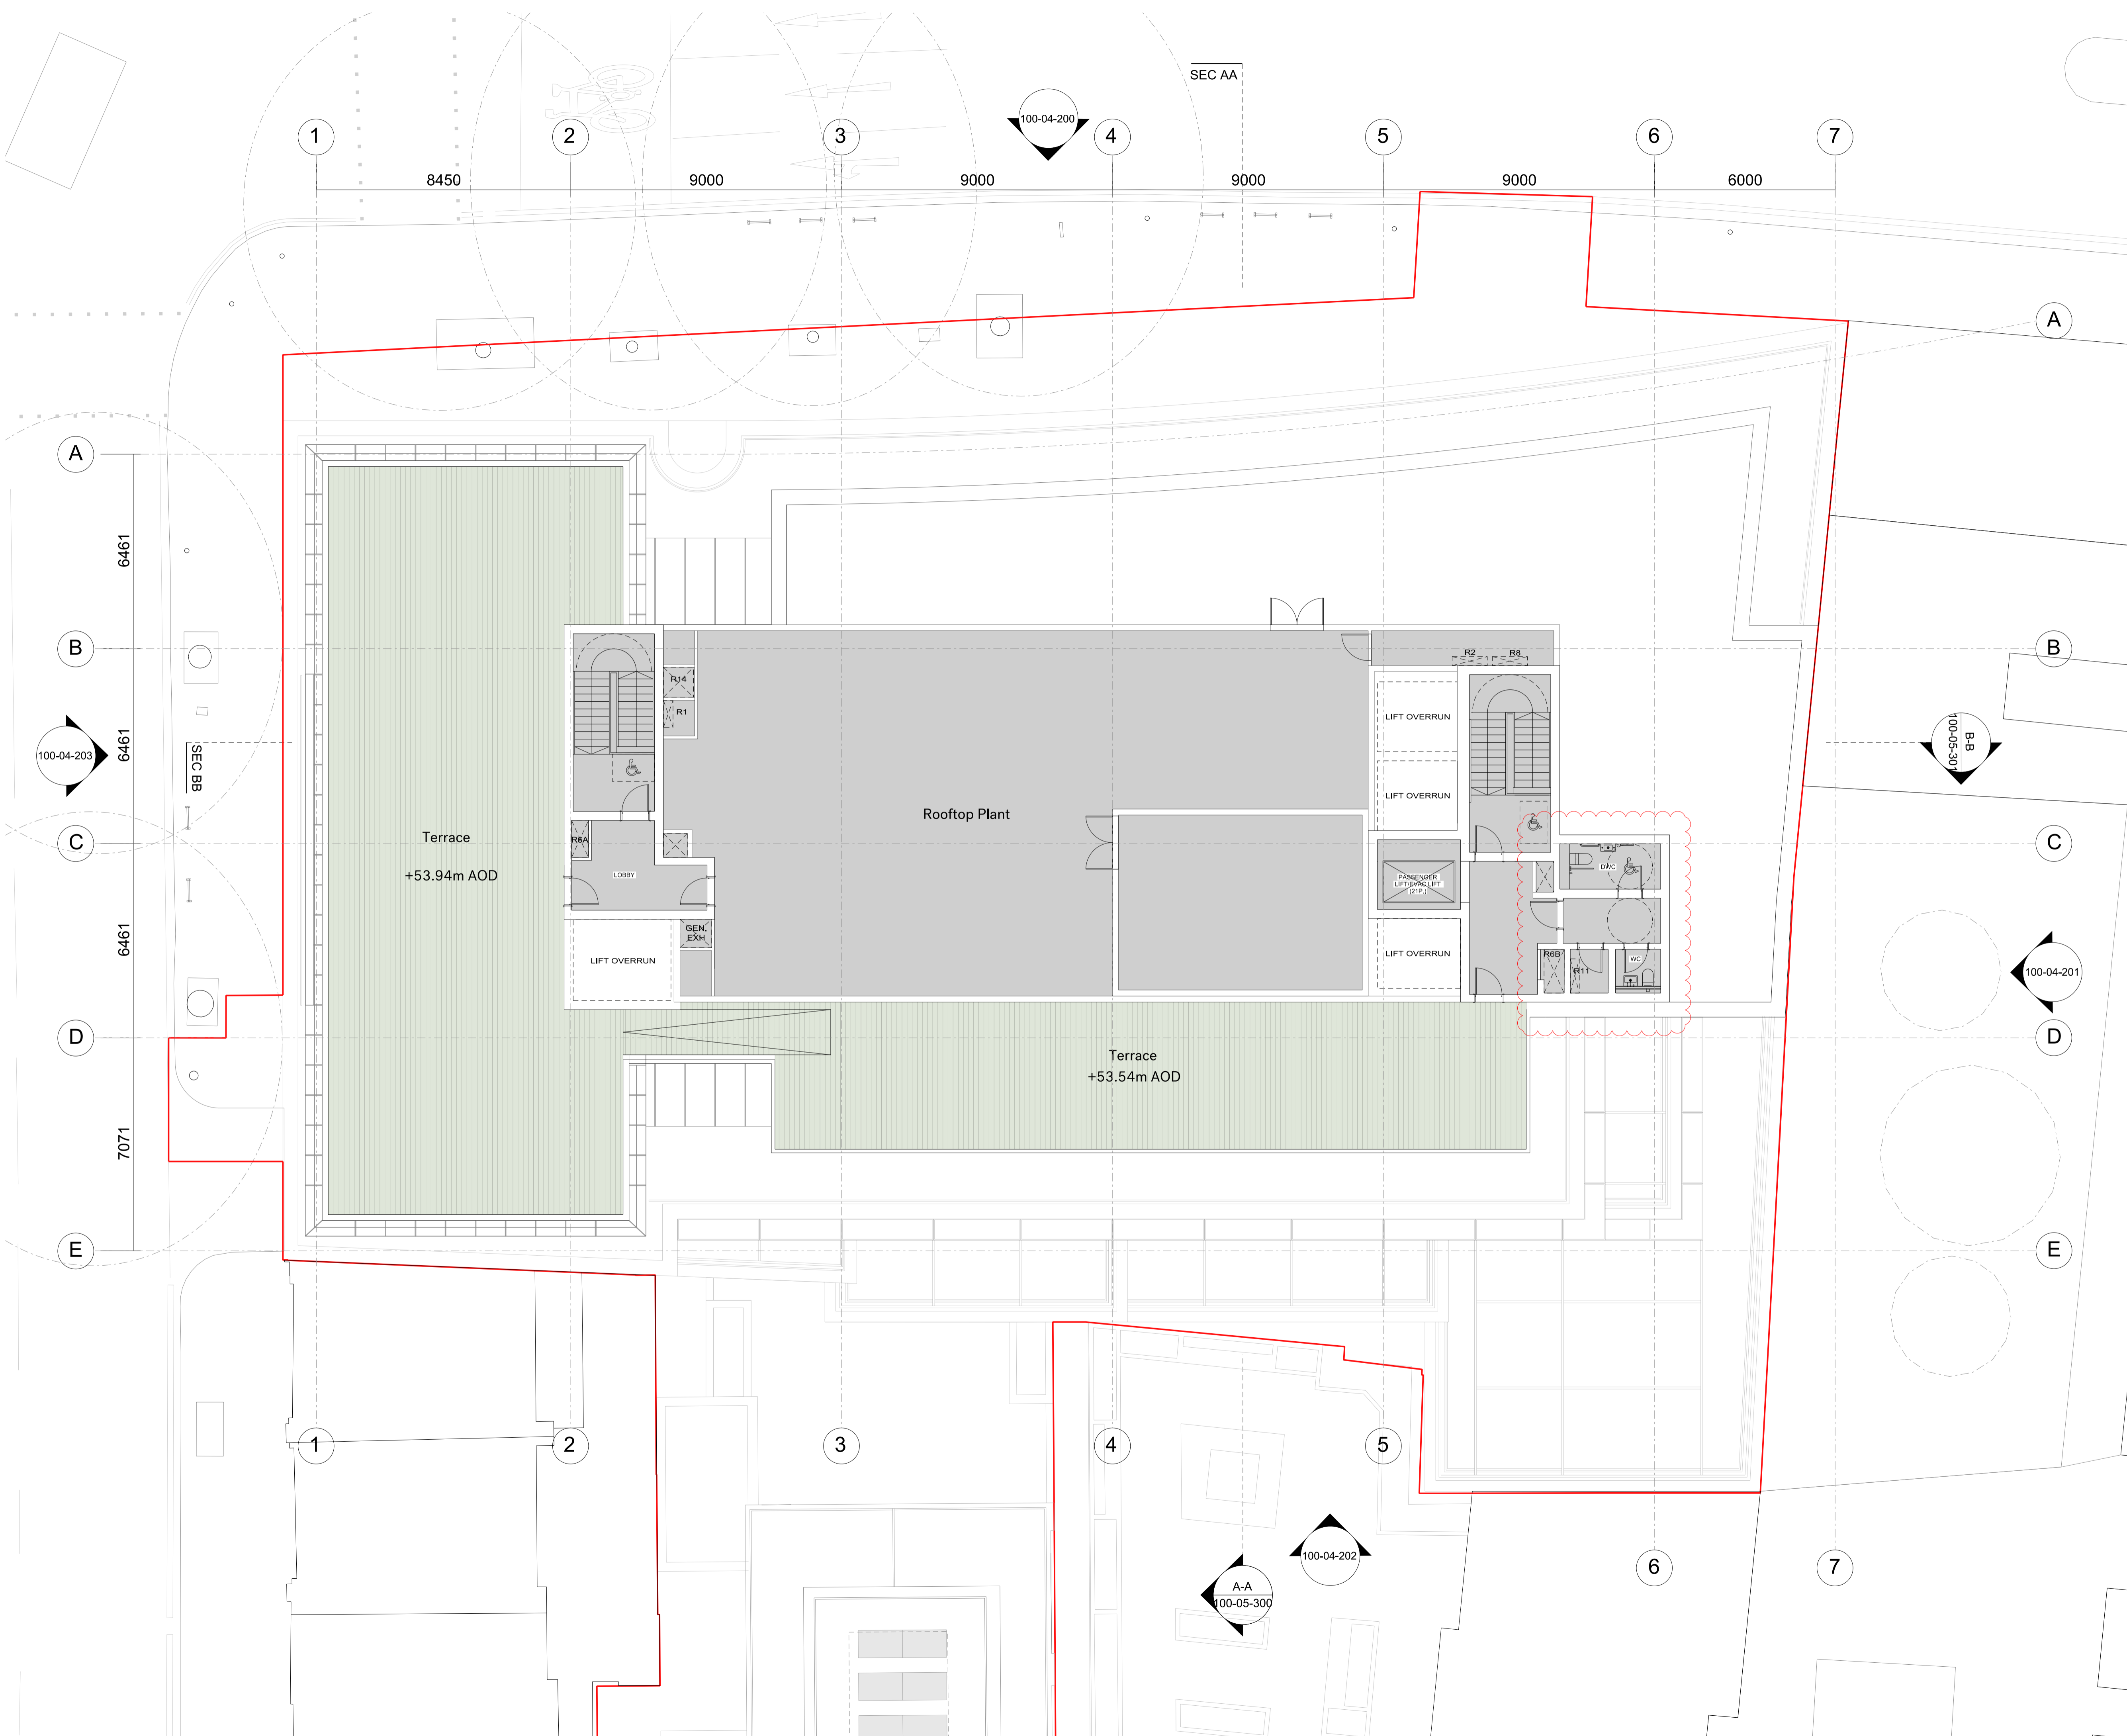 SEC AA
100-04-200
1
2
3
4
5
6
7
8450
9000
9000
9000
9000
6000
A
A
6461
B
B
R2
R8
R14
R1
LIFT OVERRUN
100-04-203
SEC BB
6461
B-B
100-05-301
LIFT OVERRUN
Rooftop Plant
Terrace
+53.94m AOD
C
C
R6A
LOBBY
DWC
PASSENGER
LIFT/EVAC LIFT
(21P.)
6461
GEN.
EXH
LIFT OVERRUN
LIFT OVERRUN
R6B
R11
WC
100-04-201
D
D
Terrace
+53.54m AOD
7071
E
E
1
2
3
4
5
6
7
100-04-202
A-A
100-05-300